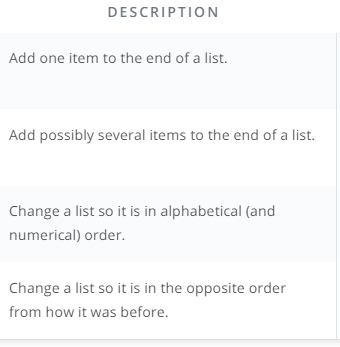 DESCRIPTION
Add one item to the end of a list.
Add possibly several items to the end of a list.
Change a list so it is in alphabetical (and
numerical) order.
Change a list so it is in the opposite order
from how it was before.